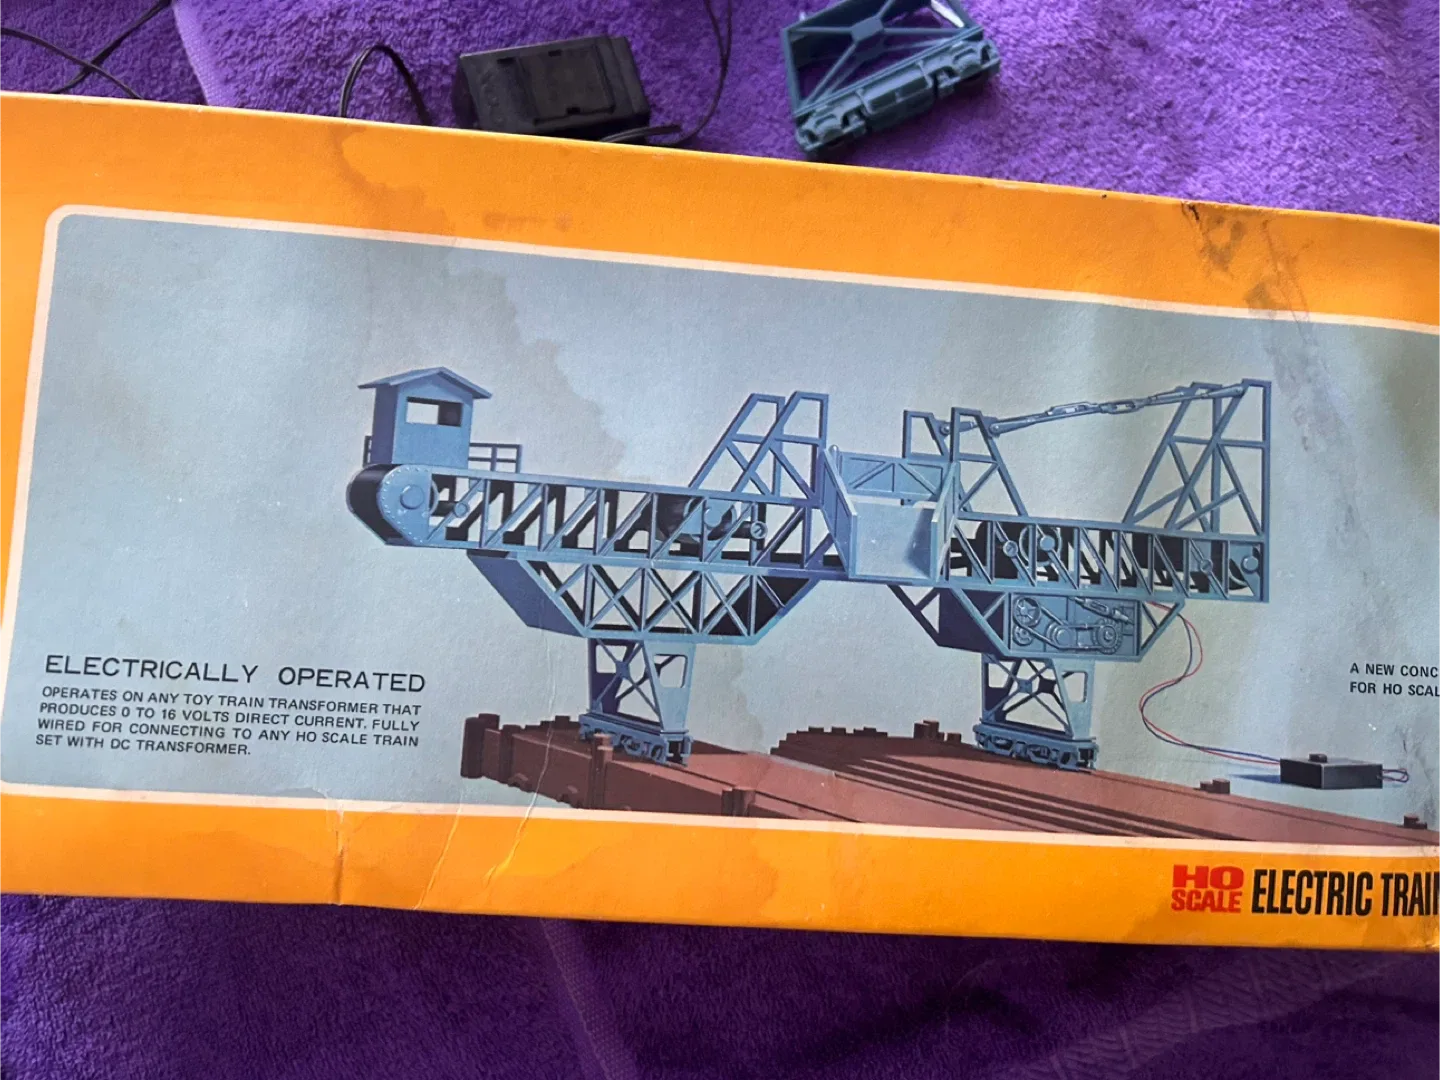 ELECTRICALLY OPERATED
OPERATES ON ANY TOY TRAIN TRANSFORMER THAT
PRODUCES 0 TO 16 VOLTS DIRECT CURRENT. FULLY
WIRED FOR CONNECTING TO ANY HO SCALE TRAIN
SET WITH DC TRANSFORMER.
A NEW CONC
FOR HO SCAL
HO
SCALE ELECTRIC TRAIN